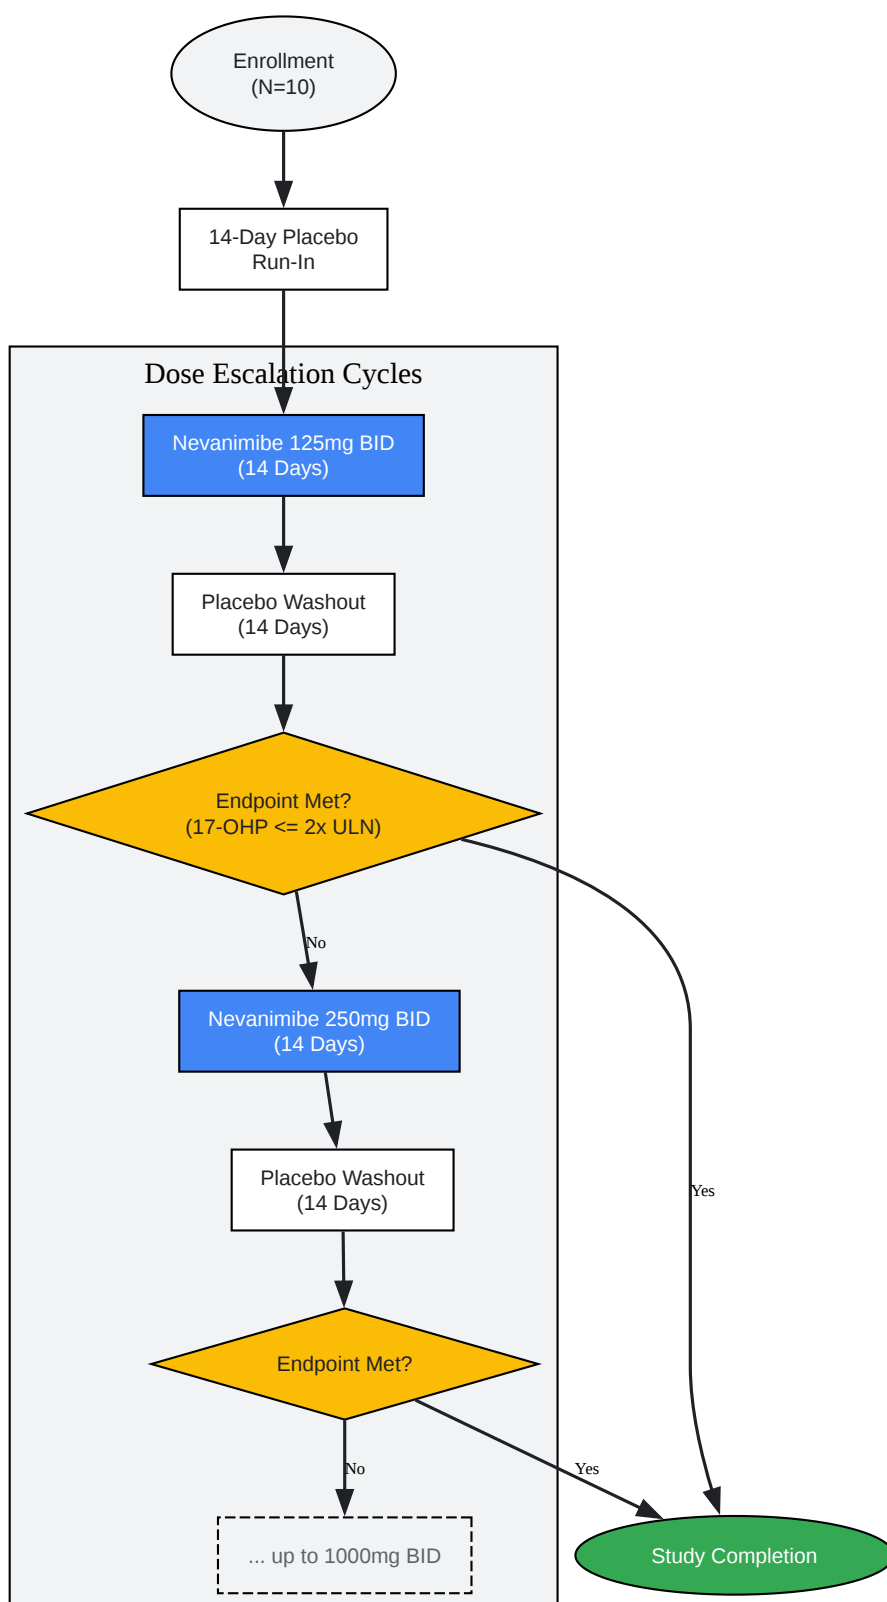 Enrollment
(N=10)
14-Day Placebo
Run-In
Dose Escalation Cycles
Nevanimibe 125mg BID
(14 Days)
Placebo Washout
(14 Days)
Endpoint Met?
(17-OHP <= 2x ULN)
No
Nevanimibe 250mg BID
(14 Days)
Placebo Washout
(14 Days)
Yes
Endpoint Met?
No
Yes
... up to 1000mg BID
Study Completion